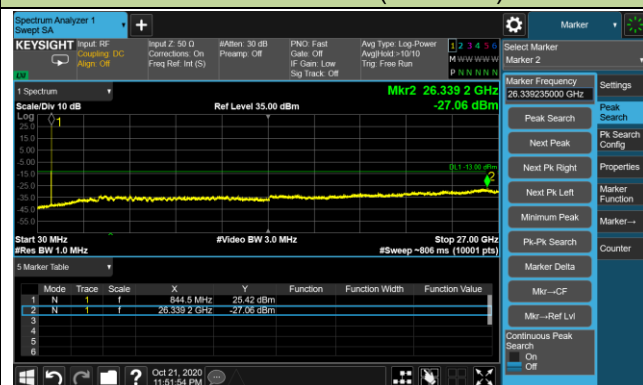 Spectrum Analyzer 1
Swept SA
+
Marker
KEYSIGHT
Input: RF
Coupling: DC
Align: Off
Input Z: 50 Ω
Corrections: On
Freq Ref: Int (S)
#Atten: 30 dB
Preamp: Off
PNO: Fast
Gate: Off
IF Gain: Low
Sig Track: Off
Avg Type: Log-Power
Avg|Hold:>10/10
Trig: Free Run
1 2 3 4 5 6
M W W W W W
P N N N N N
Select Marker
Marker 2
Marker Frequency
26.339235000 GHz
Settings
Peak Search
Next Peak
Next Pk Right
Next Pk Left
Minimum Peak
Pk-Pk Search
Marker Delta
Mkr→CF
Mkr→Ref Lvl
Continuous Peak
Search
On
Off
Peak
Search
Pk Search
Config
Properties
Marker
Function
Marker→
Counter
1 Spectrum
Scale/Div 10 dB
Log
Ref Level 35.00 dBm
Mkr2 26.339 2 GHz
-27.06 dBm
25.0
15.0
5.00
-5.00
-15.0
-25.0
-35.0
-45.0
-55.0
1
DL1 -13.00 dBm
2
Start 30 MHz
#Res BW 1.0 MHz
#Video BW 3.0 MHz
Stop 27.00 GHz
#Sweep ~806 ms (10001 pts)
5 Marker Table
Mode Trace Scale X Y Function Function Width Function Value
1 N 1 f 844.5 MHz 25.42 dBm
2 N 1 f 26.339 2 GHz -27.06 dBm
3
4
5
6
?
Oct 21, 2020
11:51:54 PM